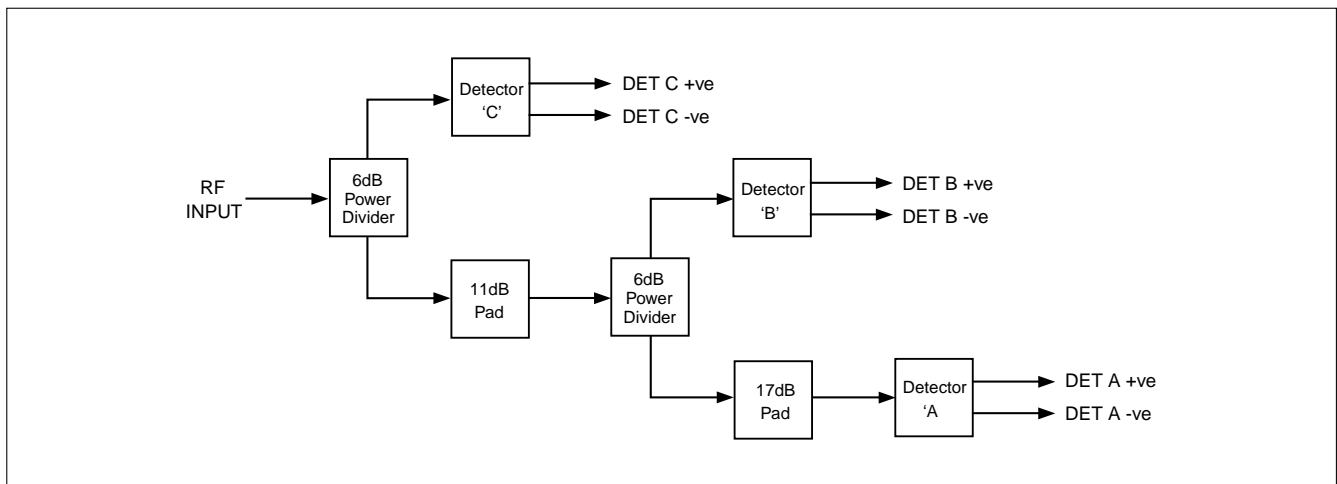 Detector
‘C’
DET C +ve
DET C -ve
RF
INPUT
6dB
Power
Divider
Detector
‘B’
DET B +ve
DET B -ve
11dB
Pad
6dB
Power
Divider
17dB
Pad
Detector
‘A
DET A +ve
DET A -ve